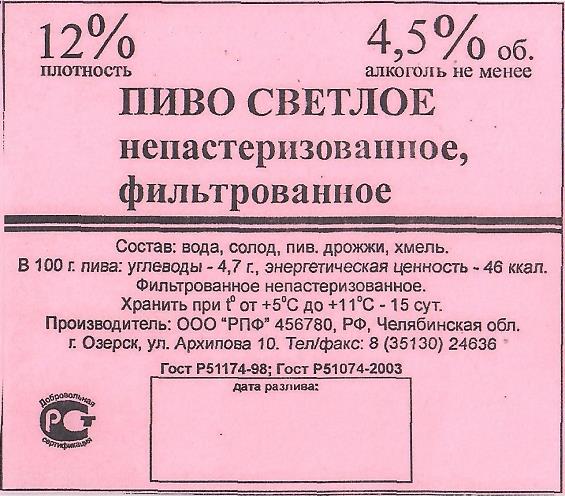 12% 4,5% об.
плотность алкоголь не менее
ПИВО СВЕТЛОЕ
непастеризованное,
фильтрованное
Состав: вода, солод, пив. дрожжи, хмель.
В 100 г. пива: углеводы - 4,7 г., энергетическая ценность - 46 ккал.
Фильтрованное непастеризованное.
Хранить при t⁰ от +5⁰С до +11⁰С - 15 сут.
Производитель: ООО "РПФ" 456780, РФ, Челябинская обл.
г. Озерск, ул. Архипова 10. Тел/факс: 8 (35130) 24636
Гост Р51174-98; Гост Р51074-2003
дата разлива:
Добровольная
РСТ
сертификация